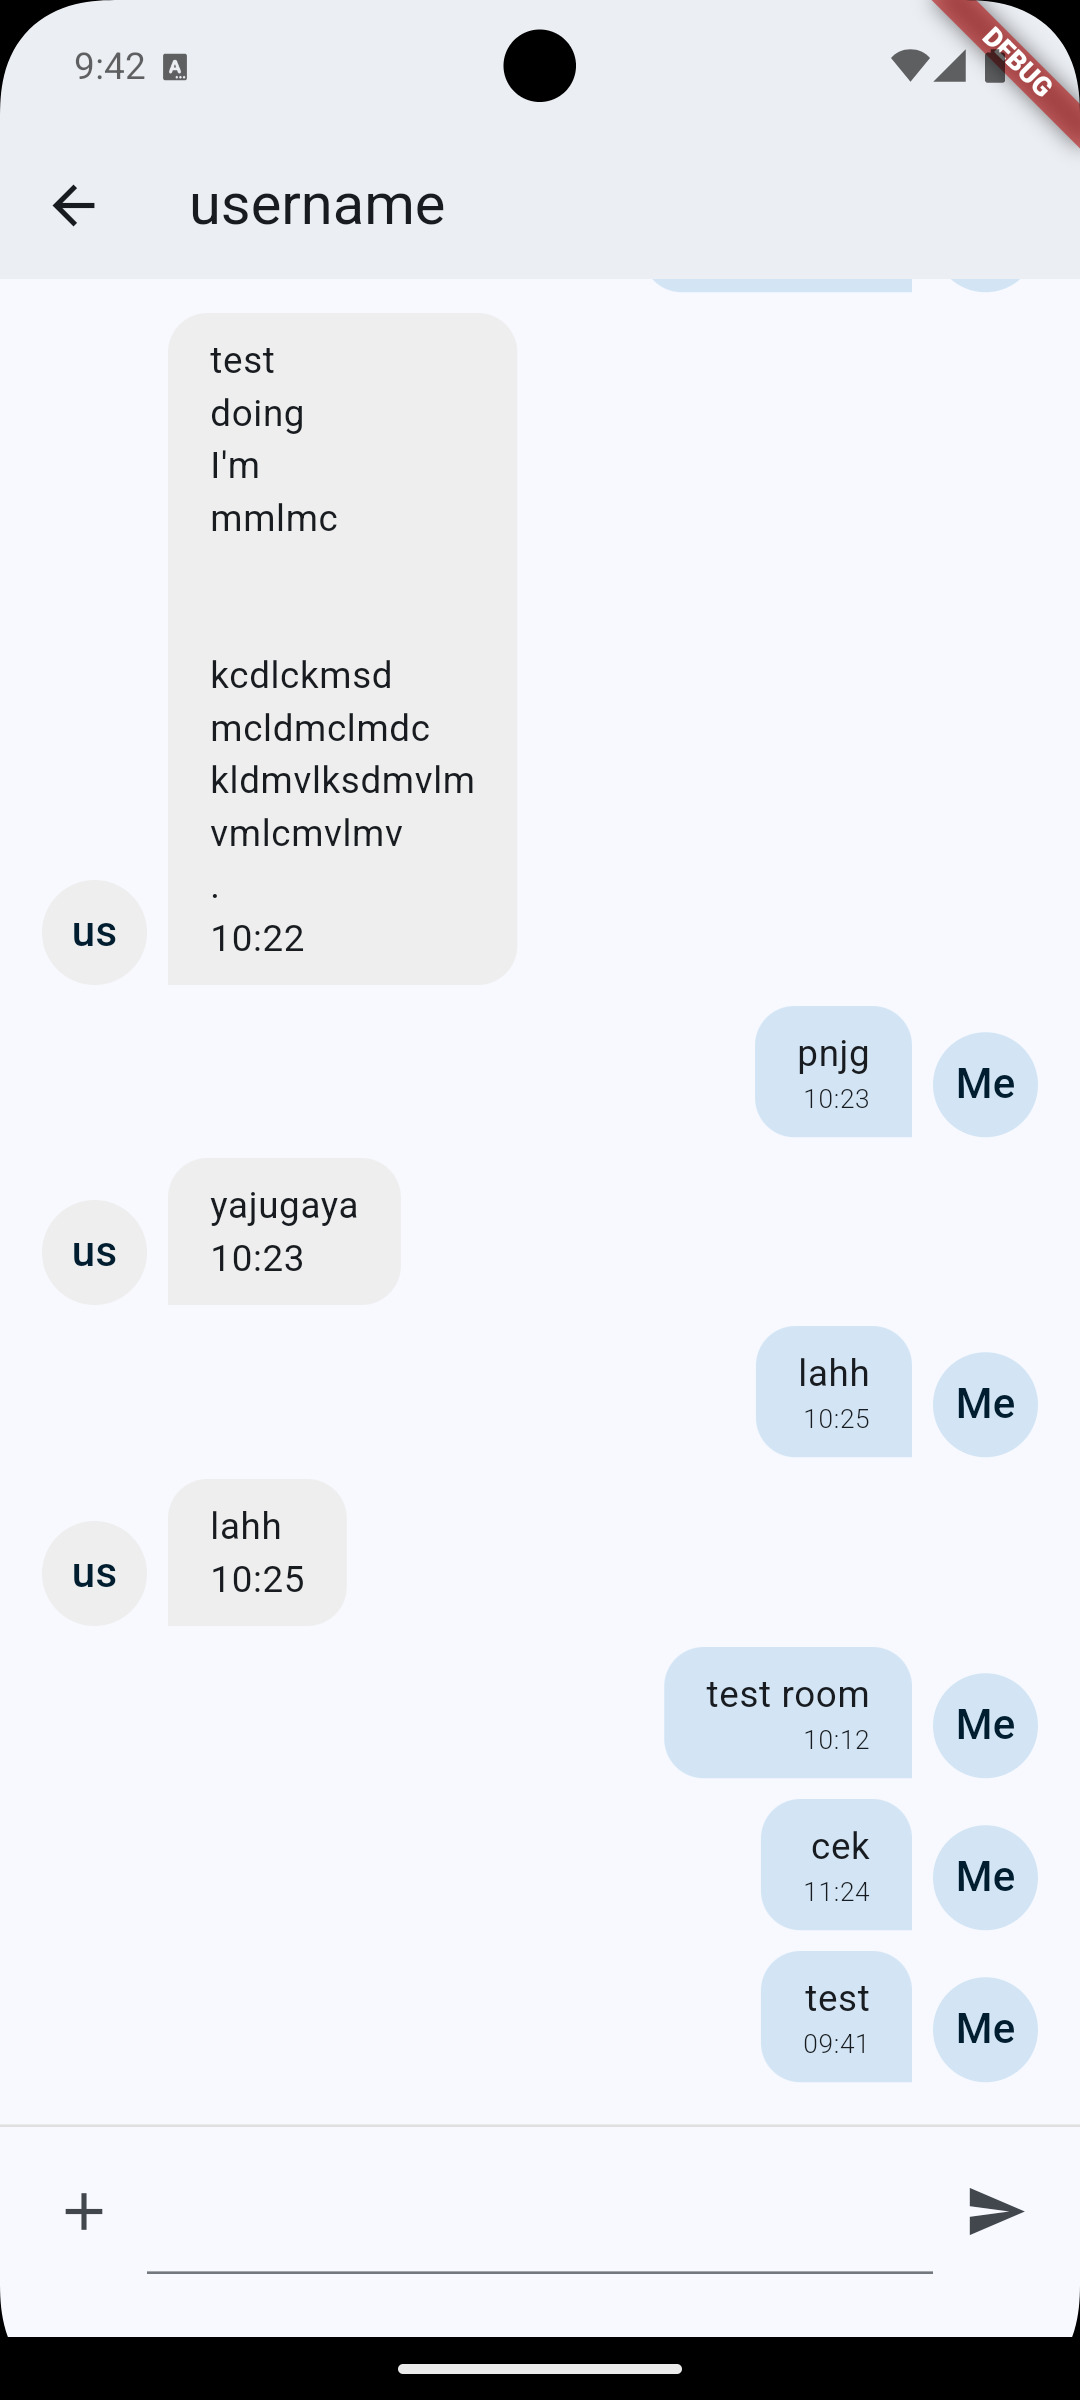 9:42
DEBUG
username
test
doing
I'm
mmlmc
kcdlckmsd
mcldmclmdc
kldmvlksdmvlm
vmlcmvlmv
.
10:22
us
pnjg
10:23
Me
yajugaya
10:23
us
lahh
10:25
Me
lahh
10:25
us
test room
10:12
Me
cek
11:24
Me
test
09:41
Me